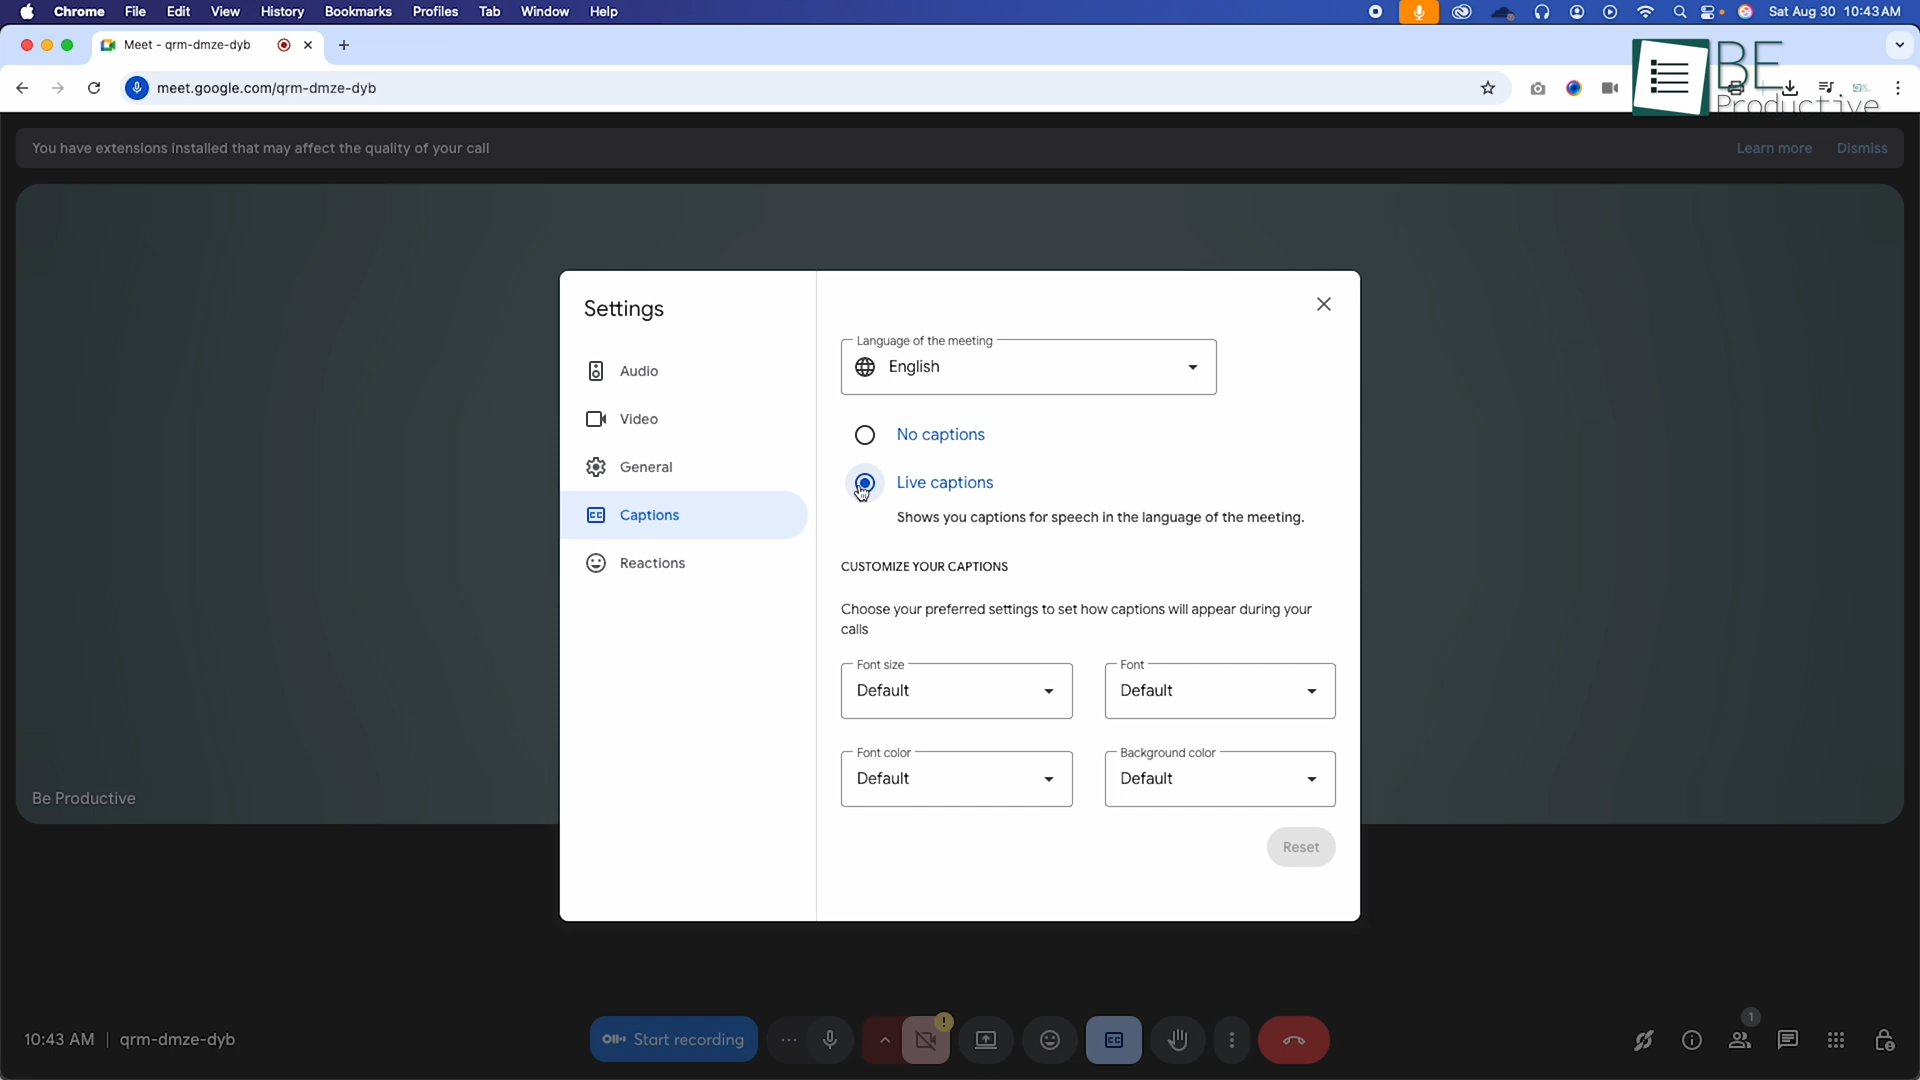 Chrome File Edit View History Bookmarks Profiles Tab Window Help Sat Aug 30 10:43 AM
Meet - qrm-dmze-dyb
meet.google.com/qrm-dmze-dyb
BE
Productive
You have extensions installed that may affect the quality of your call Learn more Dismiss
Settings
Audio
Video
General
Captions
Reactions
Language of the meeting
English
No captions
Live captions
Shows you captions for speech in the language of the meeting.
CUSTOMIZE YOUR CAPTIONS
Choose your preferred settings to set how captions will appear during your
calls
Font size Font
Default Default
Font color Background color
Default Default
Reset
Be Productive
10:43 AM | qrm-dmze-dyb
Start recording
1